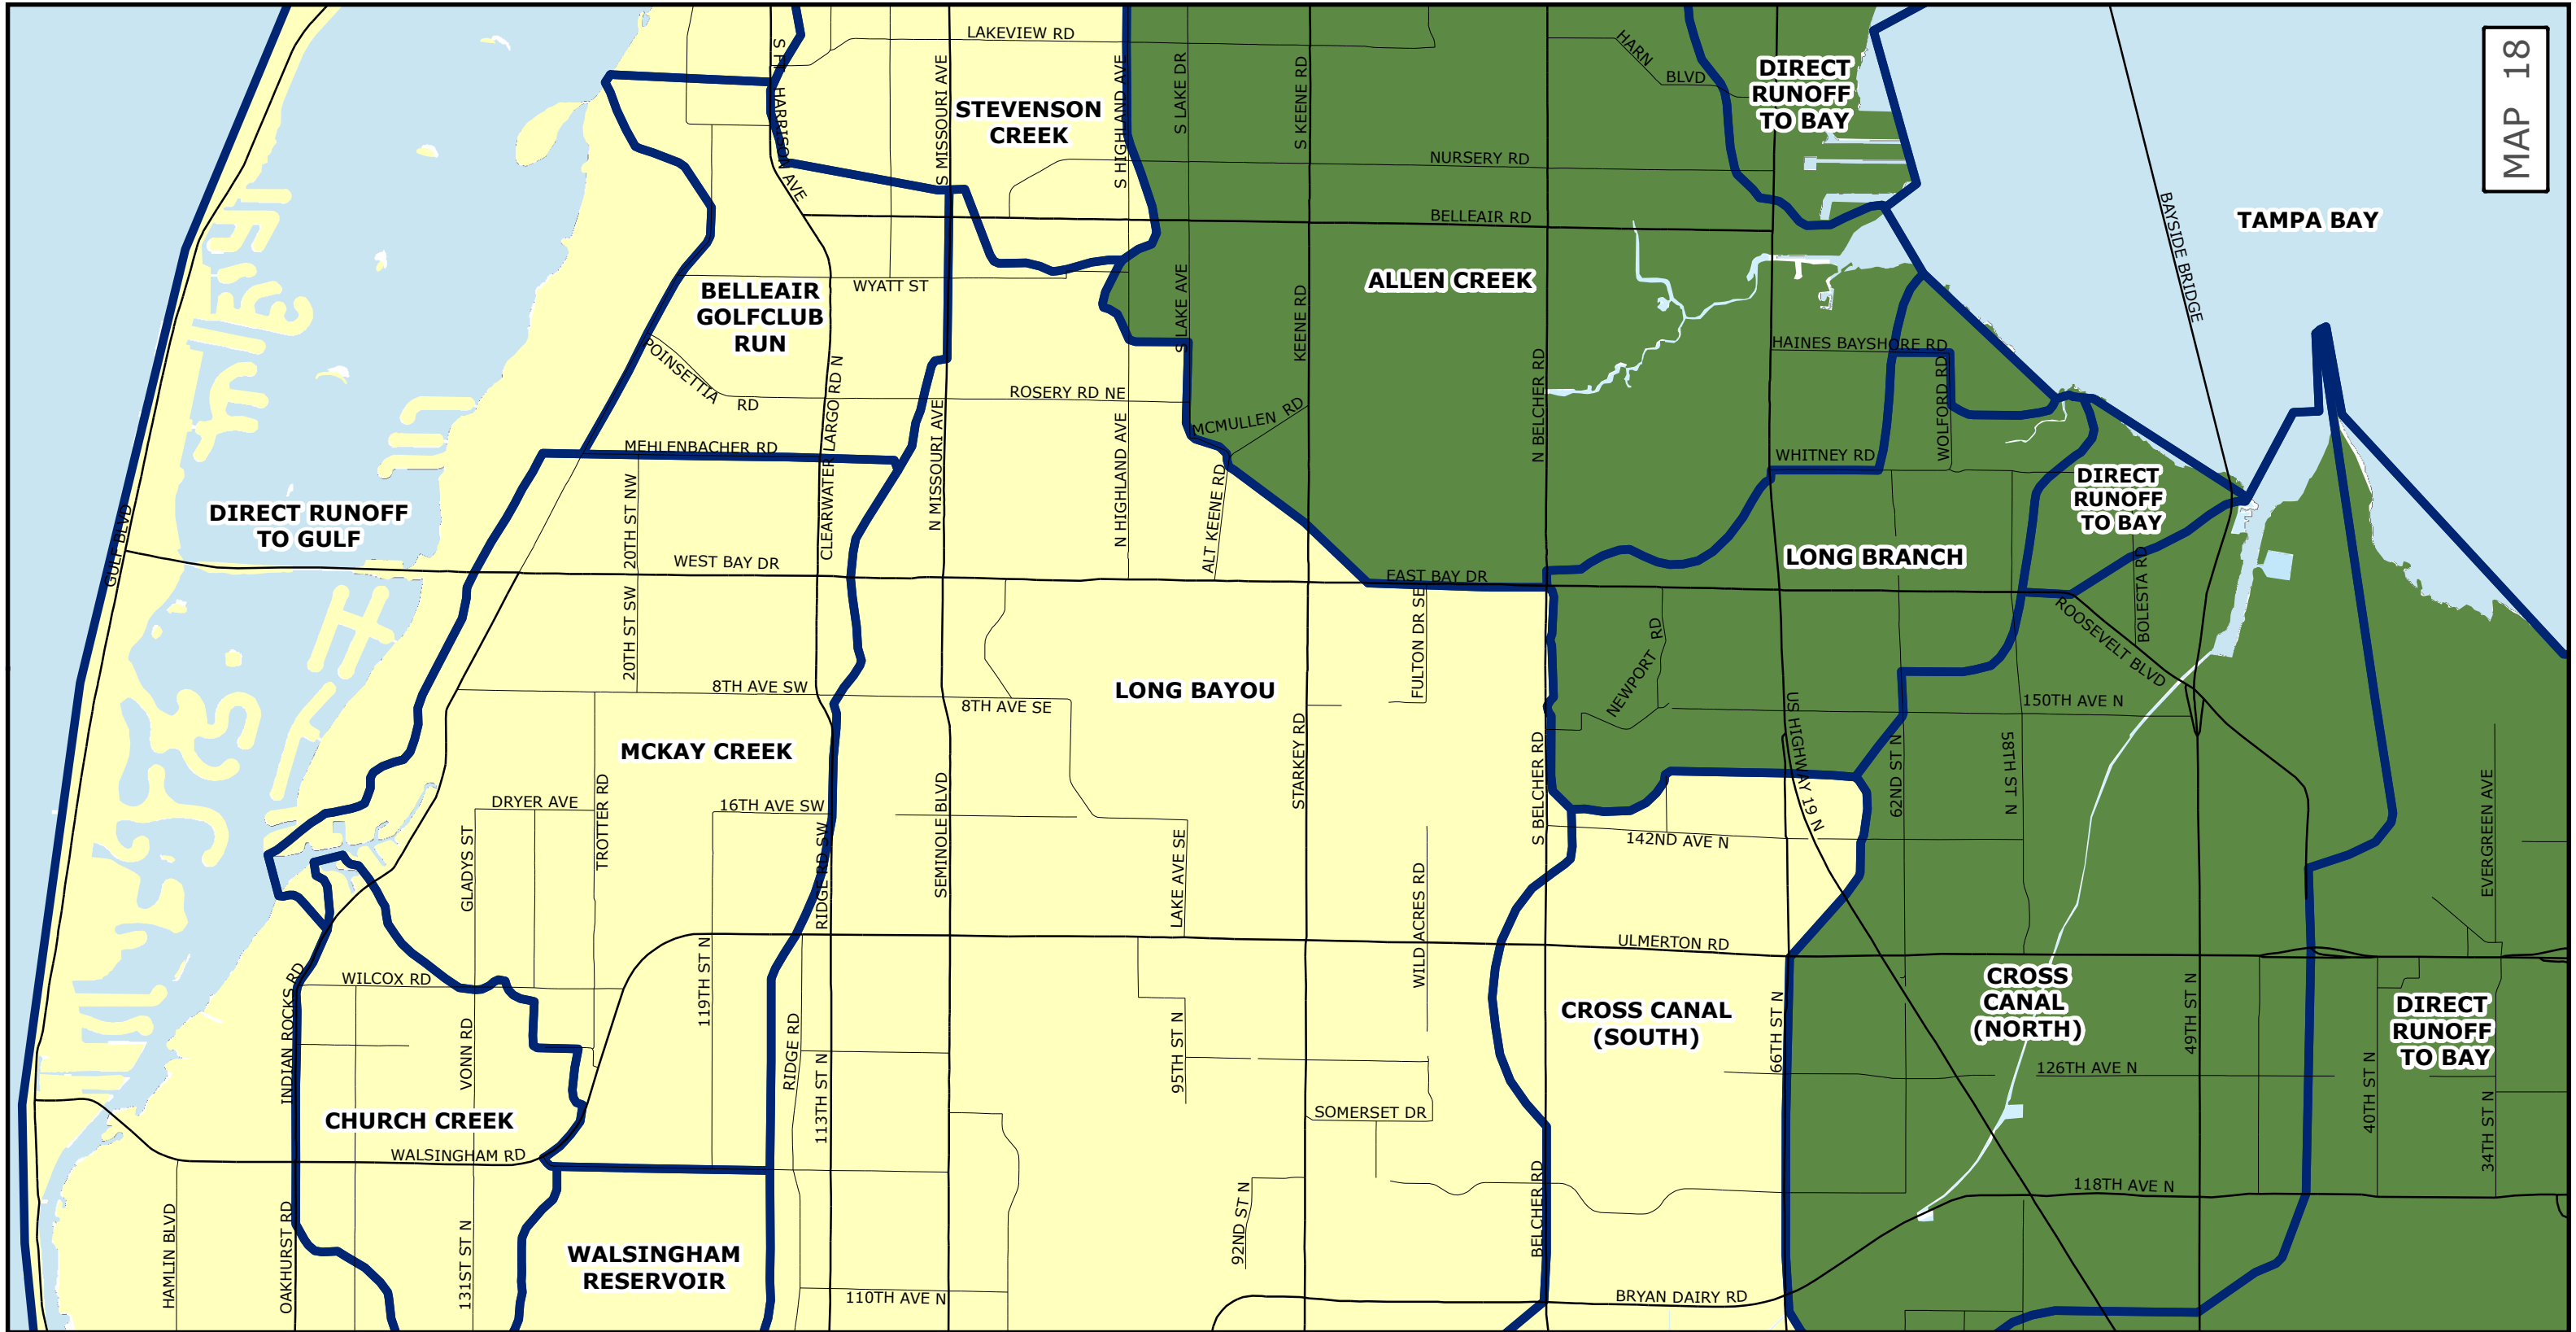 LAKEVIEW RD
S FT HARRISON AVE
S MISSOURI AVE
STEVENSON
CREEK
S HIGHLAND AVE
S LAKE DR
S KEENE RD
HARN
BLVD
DIRECT
RUNOFF
TO BAY
MAP 18
NURSERY RD
BELLEAIR RD
BAYSIDE BRIDGE
TAMPA BAY
ALLEN CREEK
WYATT ST
BELLEAIR
GOLFCLUB
RUN
S LAKE AVE
KEENE RD
N BELCHER RD
HAINES BAYSHORE RD
POINSETTIA
RD
ROSERY RD NE
CLEARWATER LARGO RD N
N MISSOURI AVE
N HIGHLAND AVE
MCMULLEN RD
WOLFORD RD
MEHLENBACHER RD
WHITNEY RD
20TH ST NW
ALT KEENE RD
DIRECT
RUNOFF
TO BAY
DIRECT RUNOFF
TO GULF
GULF BLVD
WEST BAY DR
EAST BAY DR
LONG BRANCH
BOLESTA RD
ROOSEVELT BLVD
20TH ST SW
FULTON DR SE
NEWPORT RD
8TH AVE SW
8TH AVE SE
LONG BAYOU
150TH AVE N
US HIGHWAY 19 N
MCKAY CREEK
STARKEY RD
S BELCHER RD
62ND ST N
58TH ST N
EVERGREEN AVE
DRYER AVE
TROTTER RD
16TH AVE SW
SEMINOLE BLVD
GLADYS ST
RIDGE RD SW
LAKE AVE SE
WILD ACRES RD
142ND AVE N
ULMERTON RD
INDIAN ROCKS RD
WILCOX RD
119TH ST N
CROSS CANAL
(SOUTH)
CROSS
CANAL
(NORTH)
49TH ST N
DIRECT
RUNOFF
TO BAY
VONN RD
RIDGE RD
113TH ST N
95TH ST N
66TH ST N
126TH AVE N
40TH ST N
34TH ST N
CHURCH CREEK
SOMERSET DR
WALSINGHAM RD
118TH AVE N
HAMLIN BLVD
OAKHURST RD
131ST ST N
WALSINGHAM
RESERVOIR
92ND ST N
BELCHER RD
110TH AVE N
BRYAN DAIRY RD